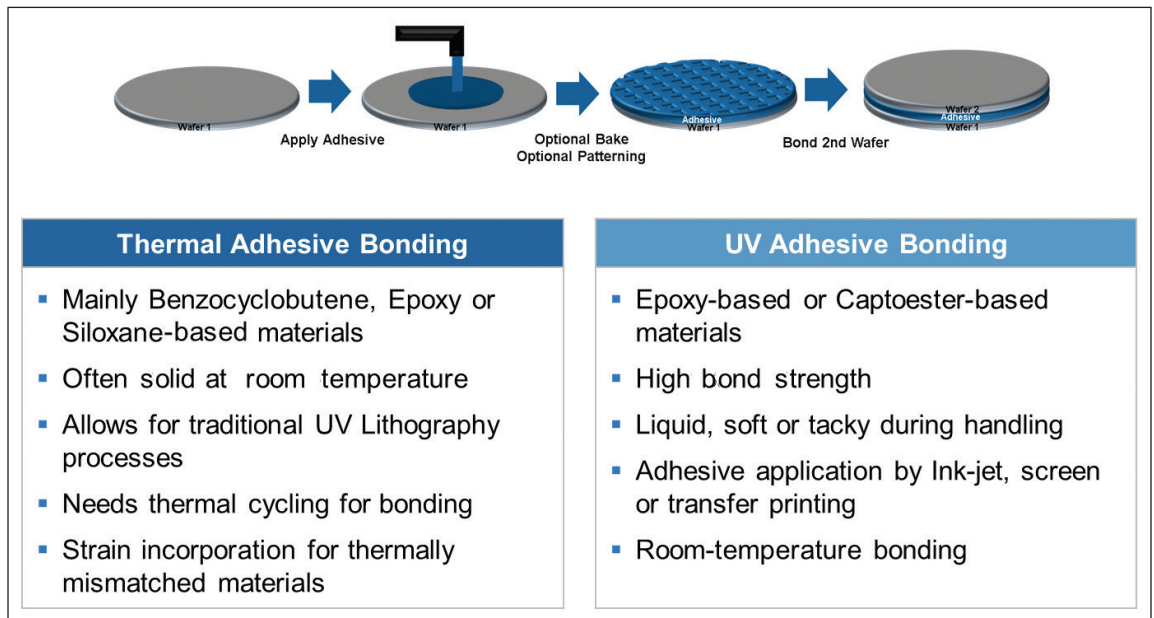 Wafer 1
Apply Adhesive
Wafer 1
Optional Bake
Optional Patterning
Adhesive
Wafer 1
Bond 2nd Wafer
Wafer 2
Adhesive
Wafer 1
Thermal Adhesive Bonding
▪ Mainly Benzocyclobutene, Epoxy or
Siloxane-based materials
▪ Often solid at room temperature
▪ Allows for traditional UV Lithography
processes
▪ Needs thermal cycling for bonding
▪ Strain incorporation for thermally
mismatched materials
UV Adhesive Bonding
▪ Epoxy-based or Captoester-based
materials
▪ High bond strength
▪ Liquid, soft or tacky during handling
▪ Adhesive application by Ink-jet, screen
or transfer printing
▪ Room-temperature bonding